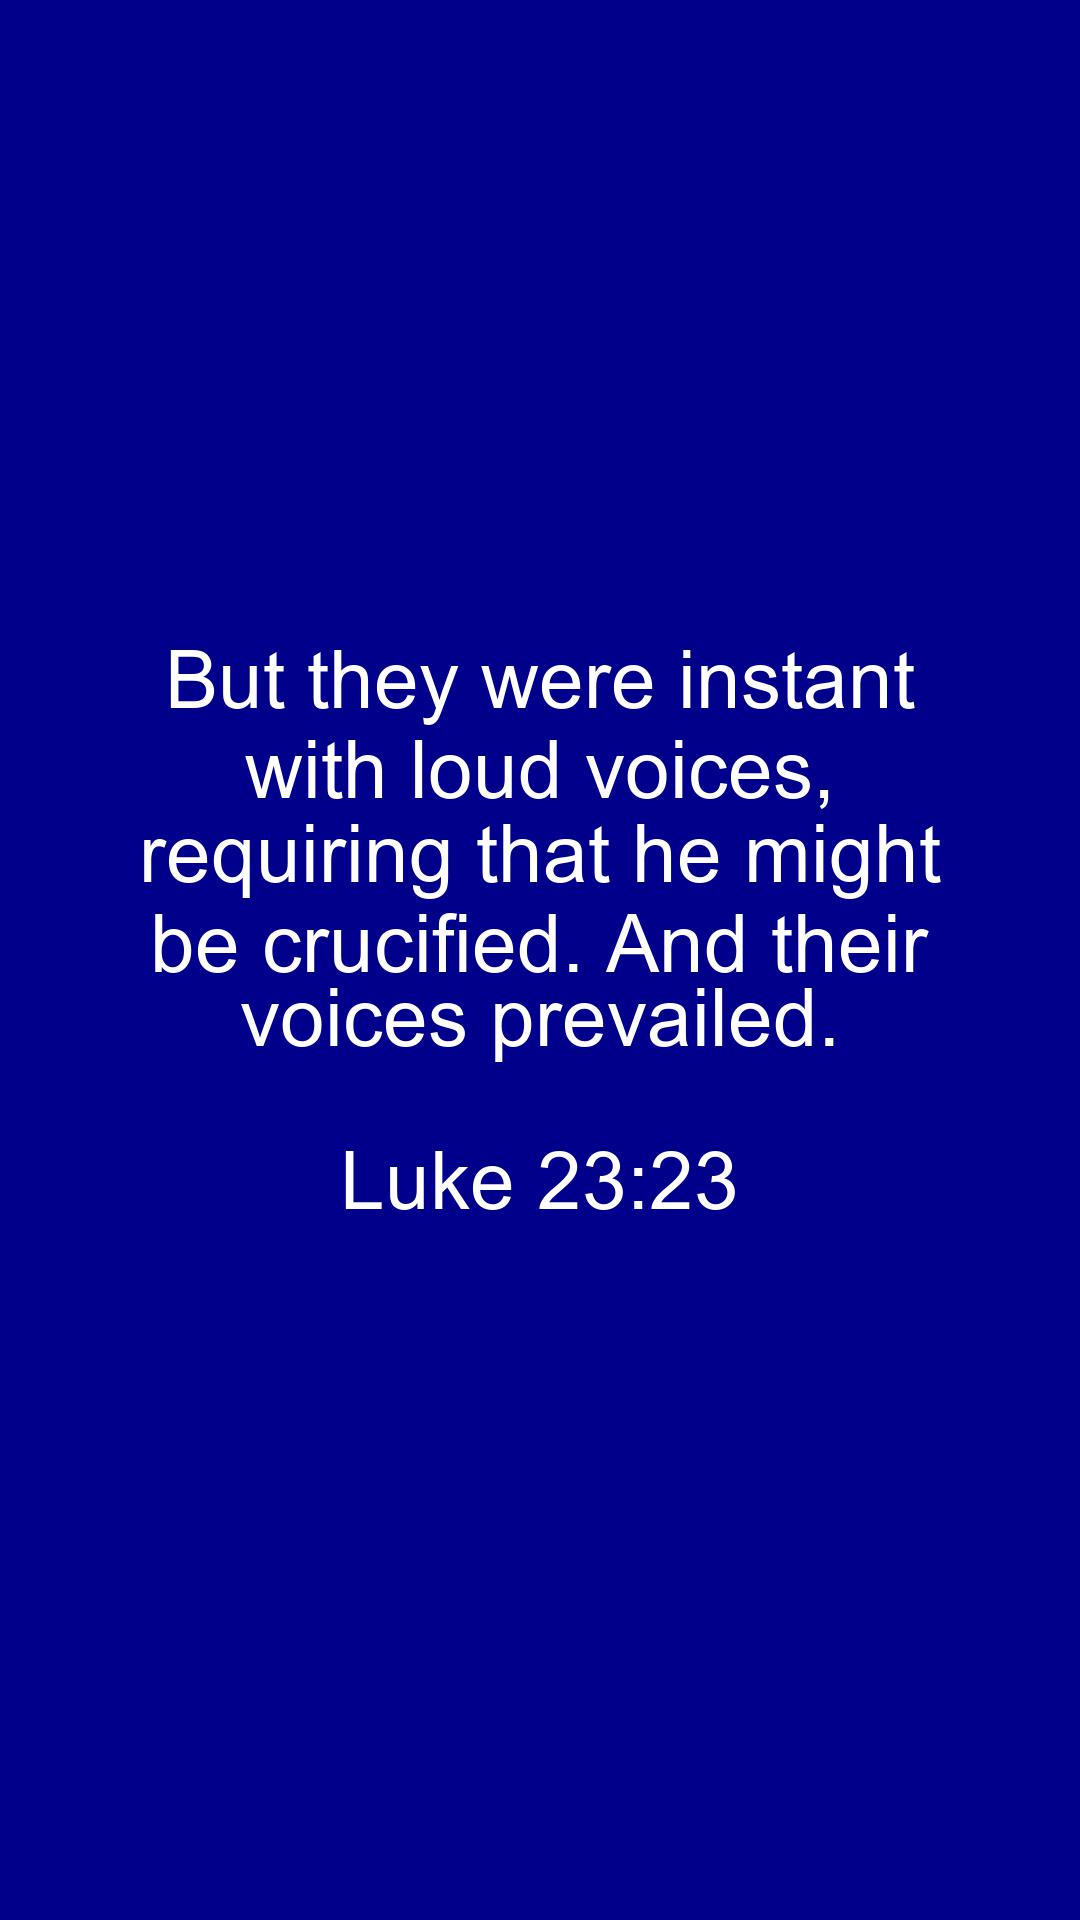 But they were instant
with loud voices,
requiring that he might
be crucified. And their
voices prevailed.
Luke 23:23